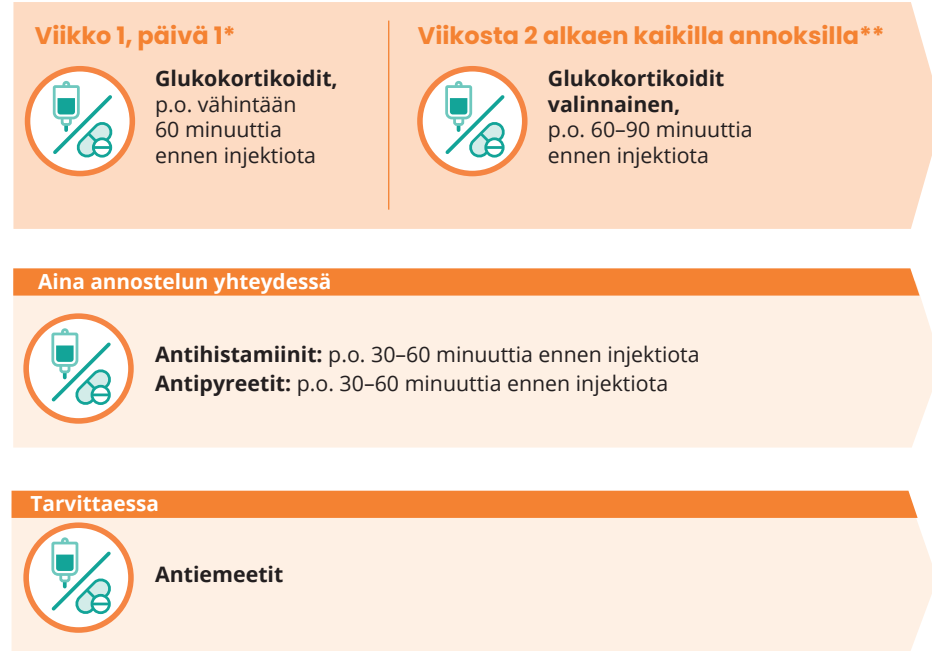 Viikko 1, päivä 1*
Glukokortikoidit,
p.o. vähintään
60 minuuttia
ennen injektiota
Viikosta 2 alkaen kaikilla annoksilla**
Glukokortikoidit
valinnainen,
p.o. 60–90 minuuttia
ennen injektiota
Aina annostelun yhteydessä
Antihistamiinit: p.o. 30–60 minuuttia ennen injektiota
Antipyreetit: p.o. 30–60 minuuttia ennen injektiota
Tarvittaessa
Antiemeetit